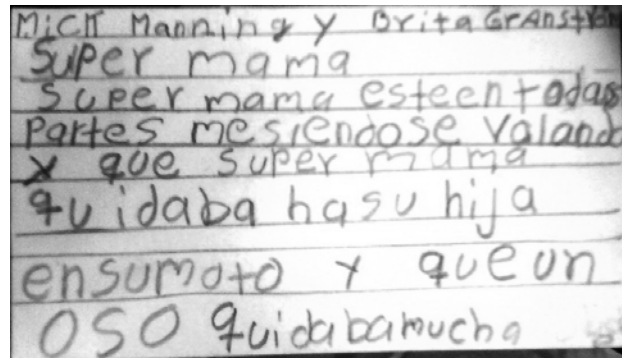 Mick Manning y Brita Granström
Super mama
super mama esteentodas
partes mesiendose valando
y que super mama
quidaba hasu hija
ensumoto y queun
oso quidabamucha